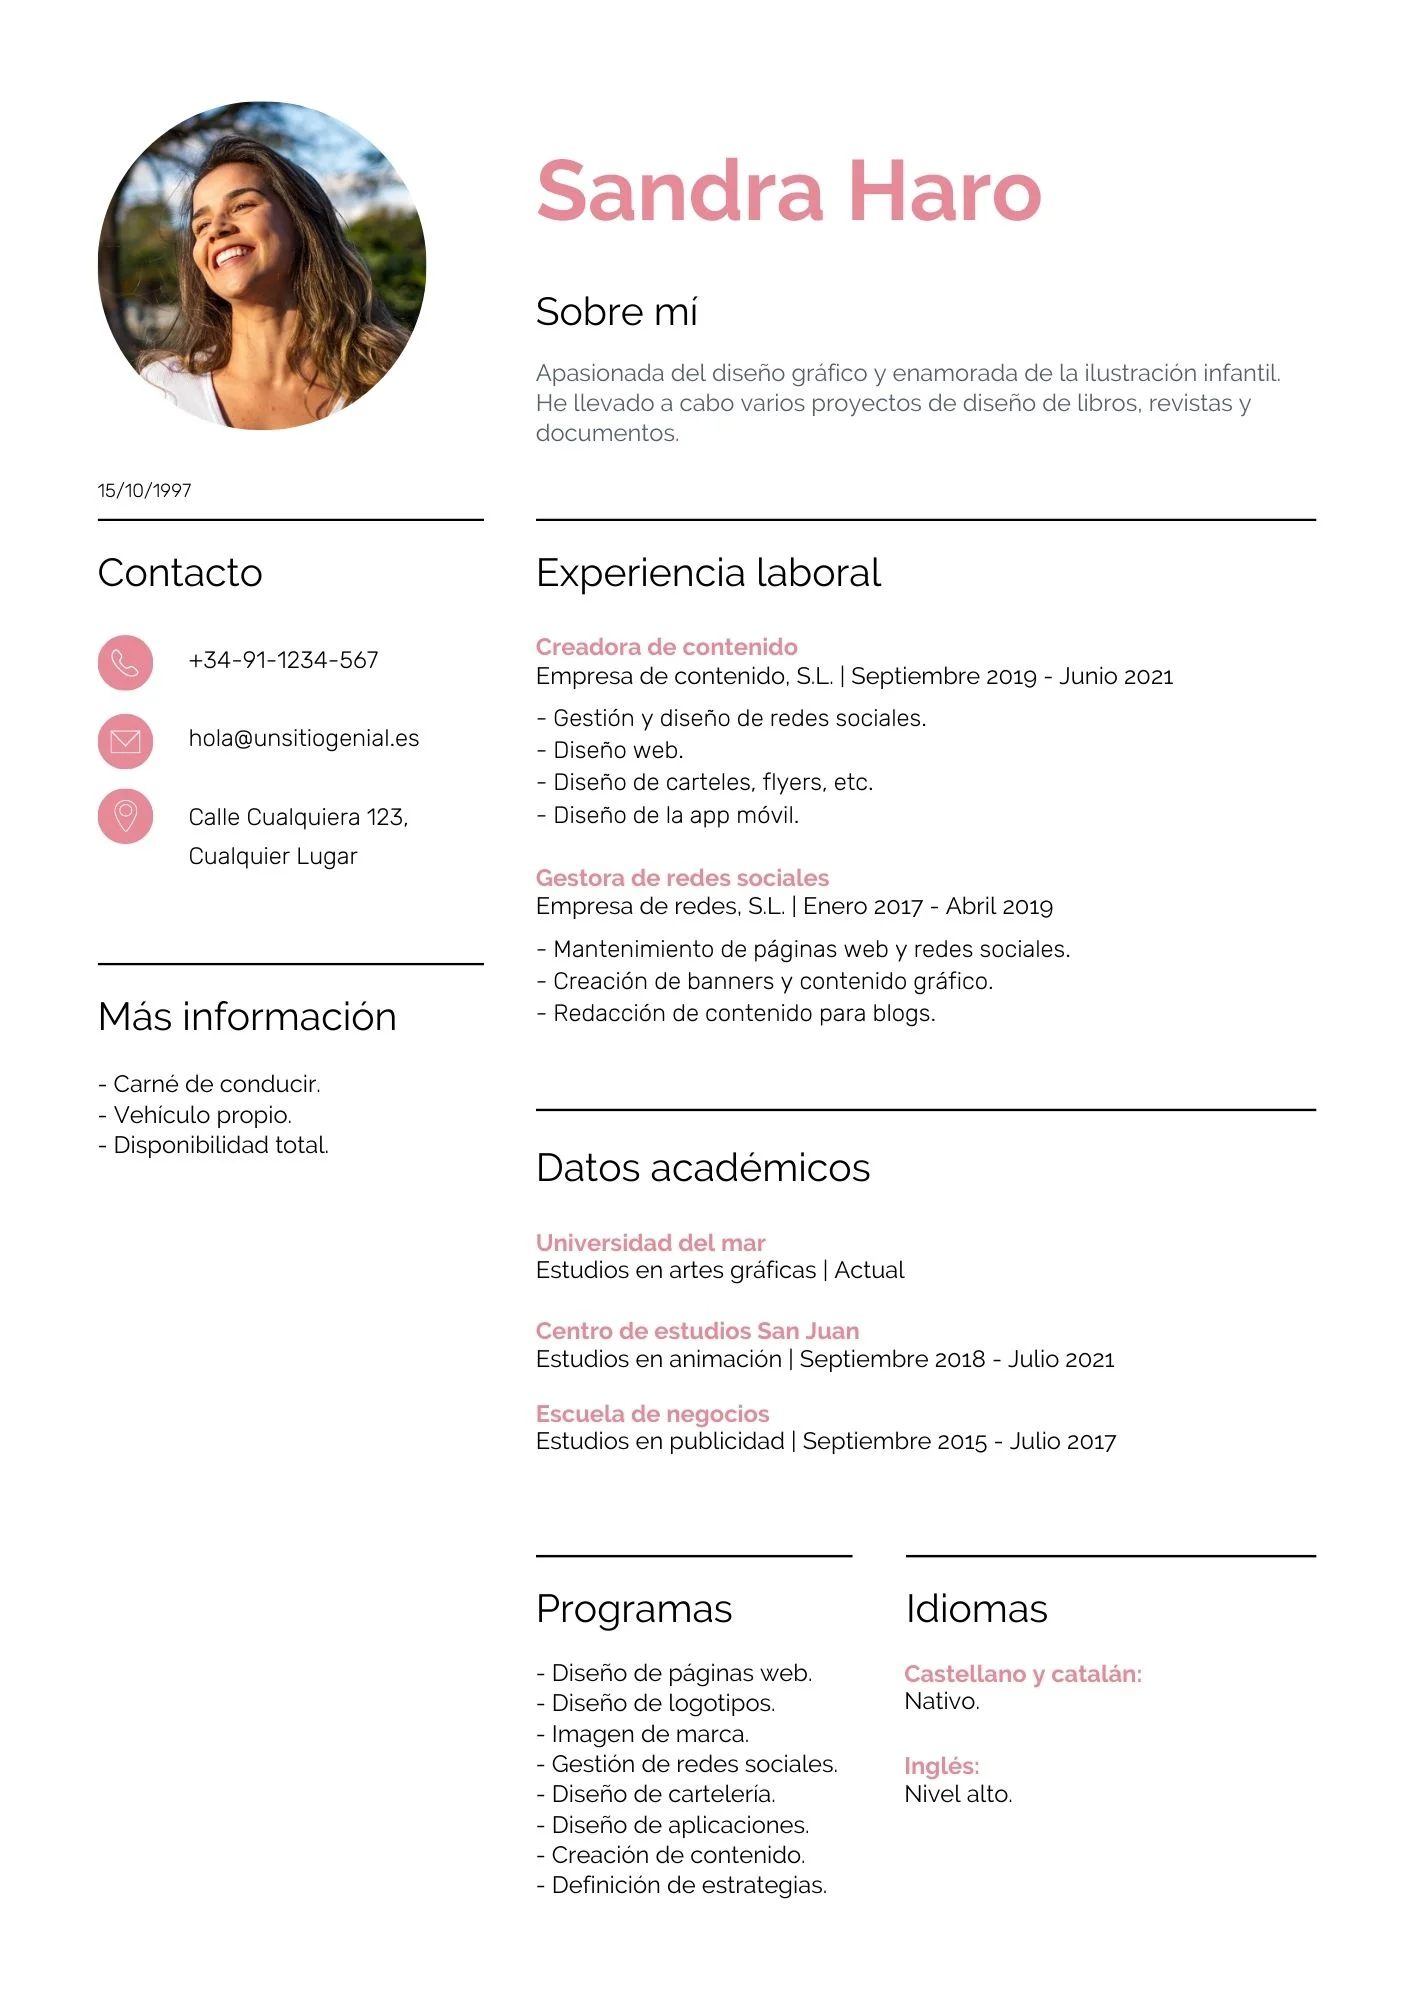 Sandra Haro
Sobre mí
Apasionada del diseño gráfico y enamorada de la ilustración infantil.
He llevado a cabo varios proyectos de diseño de libros, revistas y
documentos.
15/10/1997
Contacto
+34-91-1234-567
hola@unsitiogenial.es
Calle Cualquiera 123,
Cualquier Lugar
Más información
- Carné de conducir.
- Vehículo propio.
- Disponibilidad total.
Experiencia laboral
Creadora de contenido
Empresa de contenido, S.L. | Septiembre 2019 - Junio 2021
- Gestión y diseño de redes sociales.
- Diseño web.
- Diseño de carteles, flyers, etc.
- Diseño de la app móvil.
Gestora de redes sociales
Empresa de redes, S.L. | Enero 2017 - Abril 2019
- Mantenimiento de páginas web y redes sociales.
- Creación de banners y contenido gráfico.
- Redacción de contenido para blogs.
Datos académicos
Universidad del mar
Estudios en artes gráficas | Actual
Centro de estudios San Juan
Estudios en animación | Septiembre 2018 - Julio 2021
Escuela de negocios
Estudios en publicidad | Septiembre 2015 - Julio 2017
Programas
- Diseño de páginas web.
- Diseño de logotipos.
- Imagen de marca.
- Gestión de redes sociales.
- Diseño de cartelería.
- Diseño de aplicaciones.
- Creación de contenido.
- Definición de estrategias.
Idiomas
Castellano y catalán:
Nativo.
Inglés:
Nivel alto.